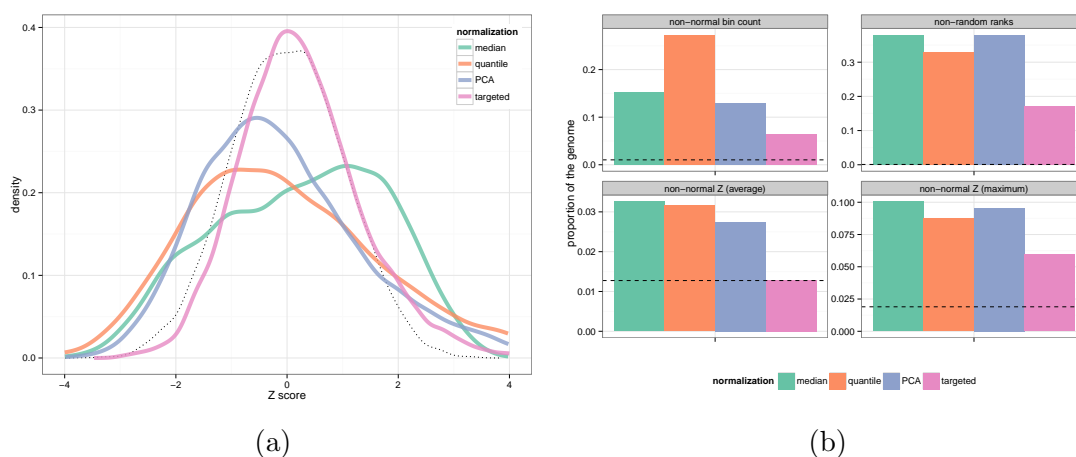 normalization
median
quantile
PCA
targeted
density
0.4
0.3
0.2
0.1
0.0
−4
−2
0
2
4
Z score
(a)
proportion of the genome
non−normal bin count
0.2
0.1
0.0
non−random ranks
0.3
0.2
0.1
0.0
non−normal Z (average)
0.03
0.02
0.01
0.00
non−normal Z (maximum)
0.100
0.075
0.050
0.025
0.000
normalization median quantile PCA targeted
(b)